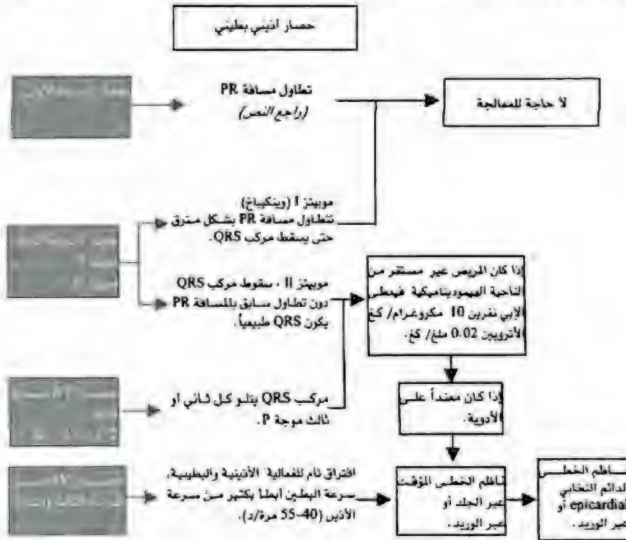 حصار أذيني بطيني
تطاول مسافة PR
(راجع النص)
لا حاجة للمعالجة
موبيتز I (وينكيباخ)
تتطاول مسافة PR بشكل مترق
حتى يسقط مركب QRS.
موبيتز II ، سقوط مركب QRS
دون تطاول سابق بالمسافة PR
يكون QRS طبيعياً.
إذا كان المريض غير مستقر من
الناحية الهيموديناميكية فيعطى
الإبي نفرين 10 مكروغرام/ كغ
الأتروبين 0.02 ملغ/ كغ.
مركب QRS يتلو كل ثاني أو
ثالث موجة P.
إذا كان معنداً على
الأدوية.
افتراق تام للفعالية الأذينية والبطينية،
سرعة البطين أبطأ بكثير من سرعة
الأذين (40-55 مرة/د).
ناظم الخطى المؤقت
عبر الجلد أو
عبر الوريد.
ناظم الخطى
الدائم النخابي
epicardial أو
عبر الوريد.